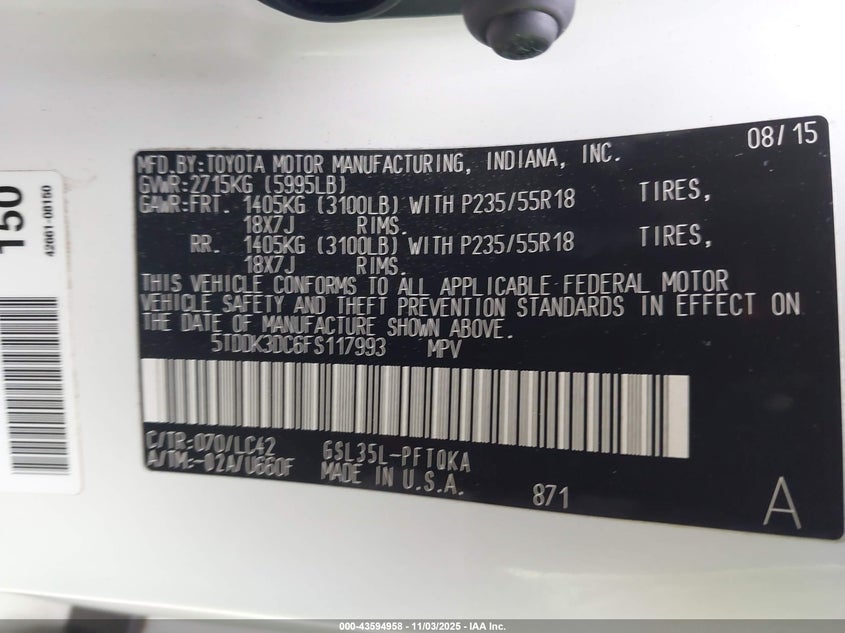 08/15
MFD.BY:TOYOTA MOTOR MANUFACTURING, INDIANA, INC.
GVWR:2715KG (5995LB)
GAWR:FRT. 1405KG (3100LB) WITH P235/55R18 TIRES,
18X7J RIMS.
RR. 1405KG (3100LB) WITH P235/55R18 TIRES,
18X7J RIMS.
THIS VEHICLE CONFORMS TO ALL APPLICABLE FEDERAL MOTOR
VEHICLE SAFETY AND THEFT PREVENTION STANDARDS IN EFFECT ON
THE DATE OF MANUFACTURE SHOWN ABOVE.
5TDDK3DC6FS117993 MPV
C/TR:070/LC42 GSL35L-PFTQKA
A/TM:-02A/U660F MADE IN U.S.A.
871
A
150
42661-08150
000-43594958 - 11/03/2025 - IAA Inc.